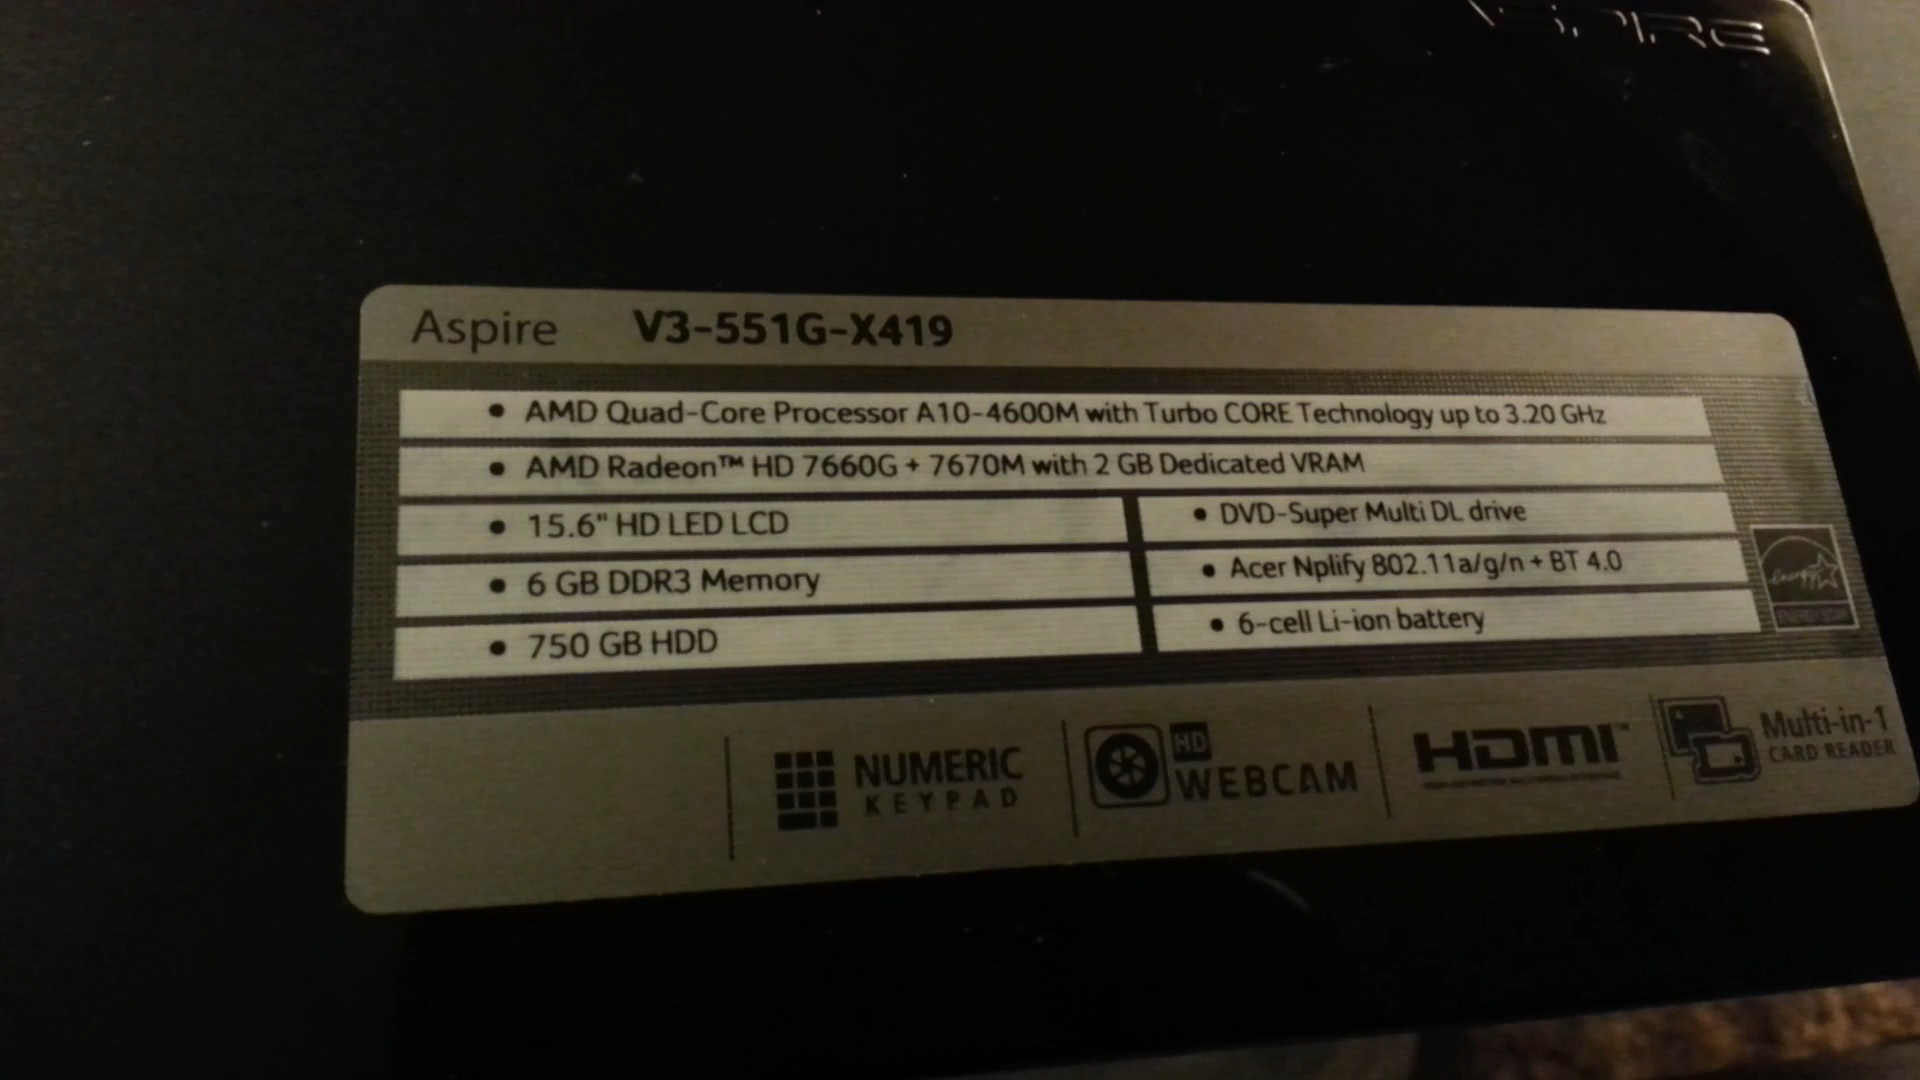 SPIRE
Aspire V3-551G-X419
• AMD Quad-Core Processor A10-4600M with Turbo CORE Technology up to 3.20 GHz
• AMD Radeon™ HD 7660G + 7670M with 2 GB Dedicated VRAM
• 15.6" HD LED LCD
• 6 GB DDR3 Memory
• 750 GB HDD
• DVD-Super Multi DL drive
• Acer Nplify 802.11a/g/n + BT 4.0
• 6-cell Li-ion battery
energy
NUMERIC
KEYPAD
HD
WEBCAM
HDMI™
Multi-in-1
CARD READER